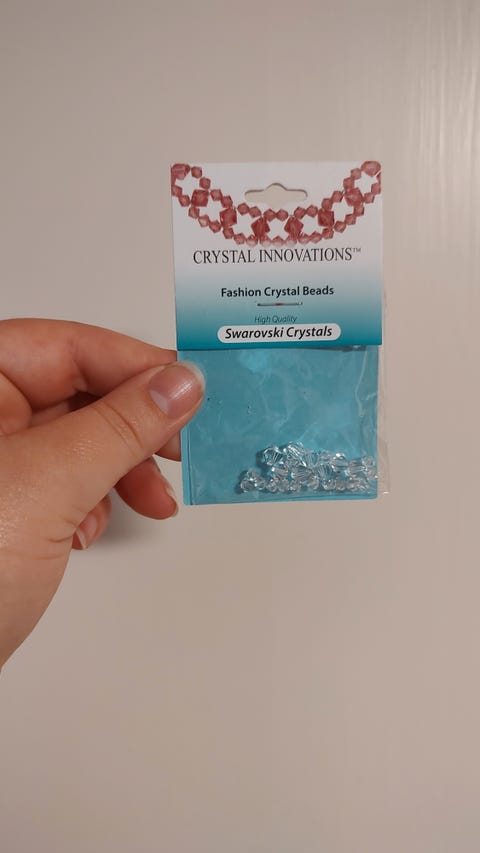 CRYSTAL INNOVATIONS™
Fashion Crystal Beads
High Quality
Swarovski Crystals